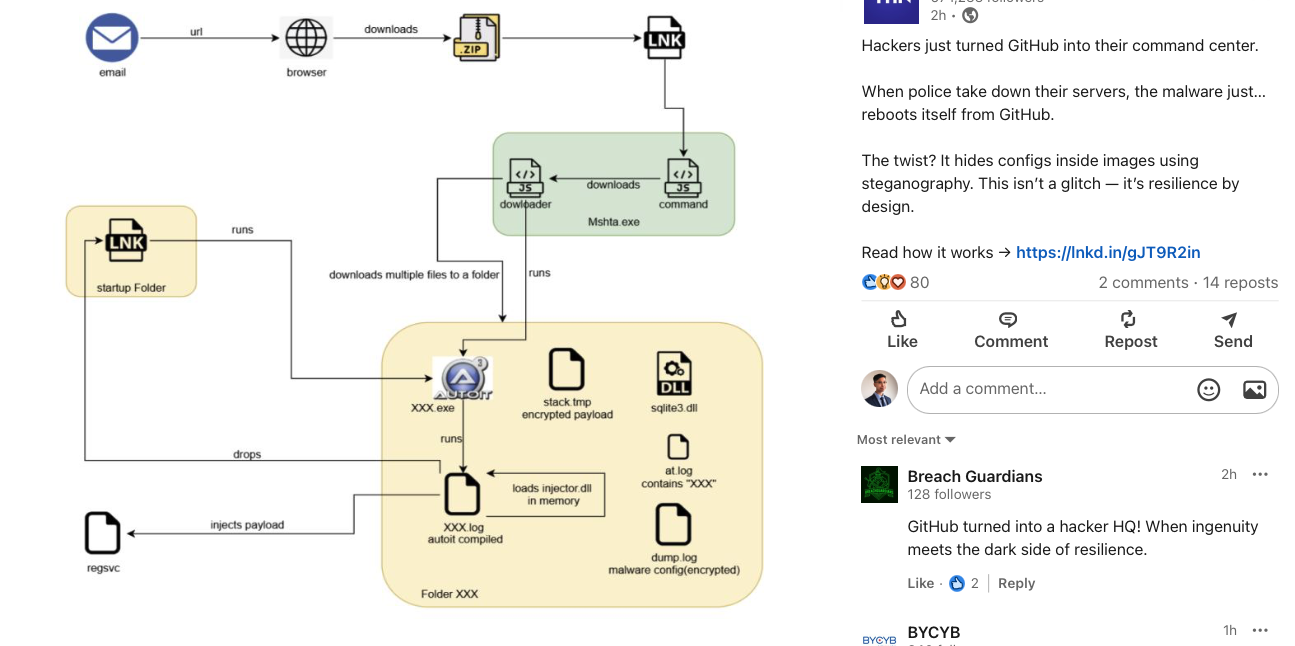 url
downloads
.ZIP
LNK
email
browser
</> JS
</> JS
downloads
dowloader
command
Mshta.exe
LNK
runs
startup Folder
downloads multiple files to a folder
runs
3
AUTOIT
XXX.exe
stack.tmp
encrypted payload
DLL
sqlite3.dll
runs
drops
at.log
contains "XXX"
loads injector.dll
in memory
XXX.log
autoit compiled
injects payload
regsvc
dump.log
malware config(encrypted)
Folder XXX
2h •
Hackers just turned GitHub into their command center.
When police take down their servers, the malware just...
reboots itself from GitHub.
The twist? It hides configs inside images using
steganography. This isn't a glitch — it's resilience by
design.
Read how it works → https://lnkd.in/gJT9R2in
80
2 comments · 14 reposts
Like
Comment
Repost
Send
Add a comment...
Most relevant
Breach Guardians
2h
128 followers
GitHub turned into a hacker HQ! When ingenuity
meets the dark side of resilience.
Like · 2 | Reply
BYCYB
BYCYB
1h